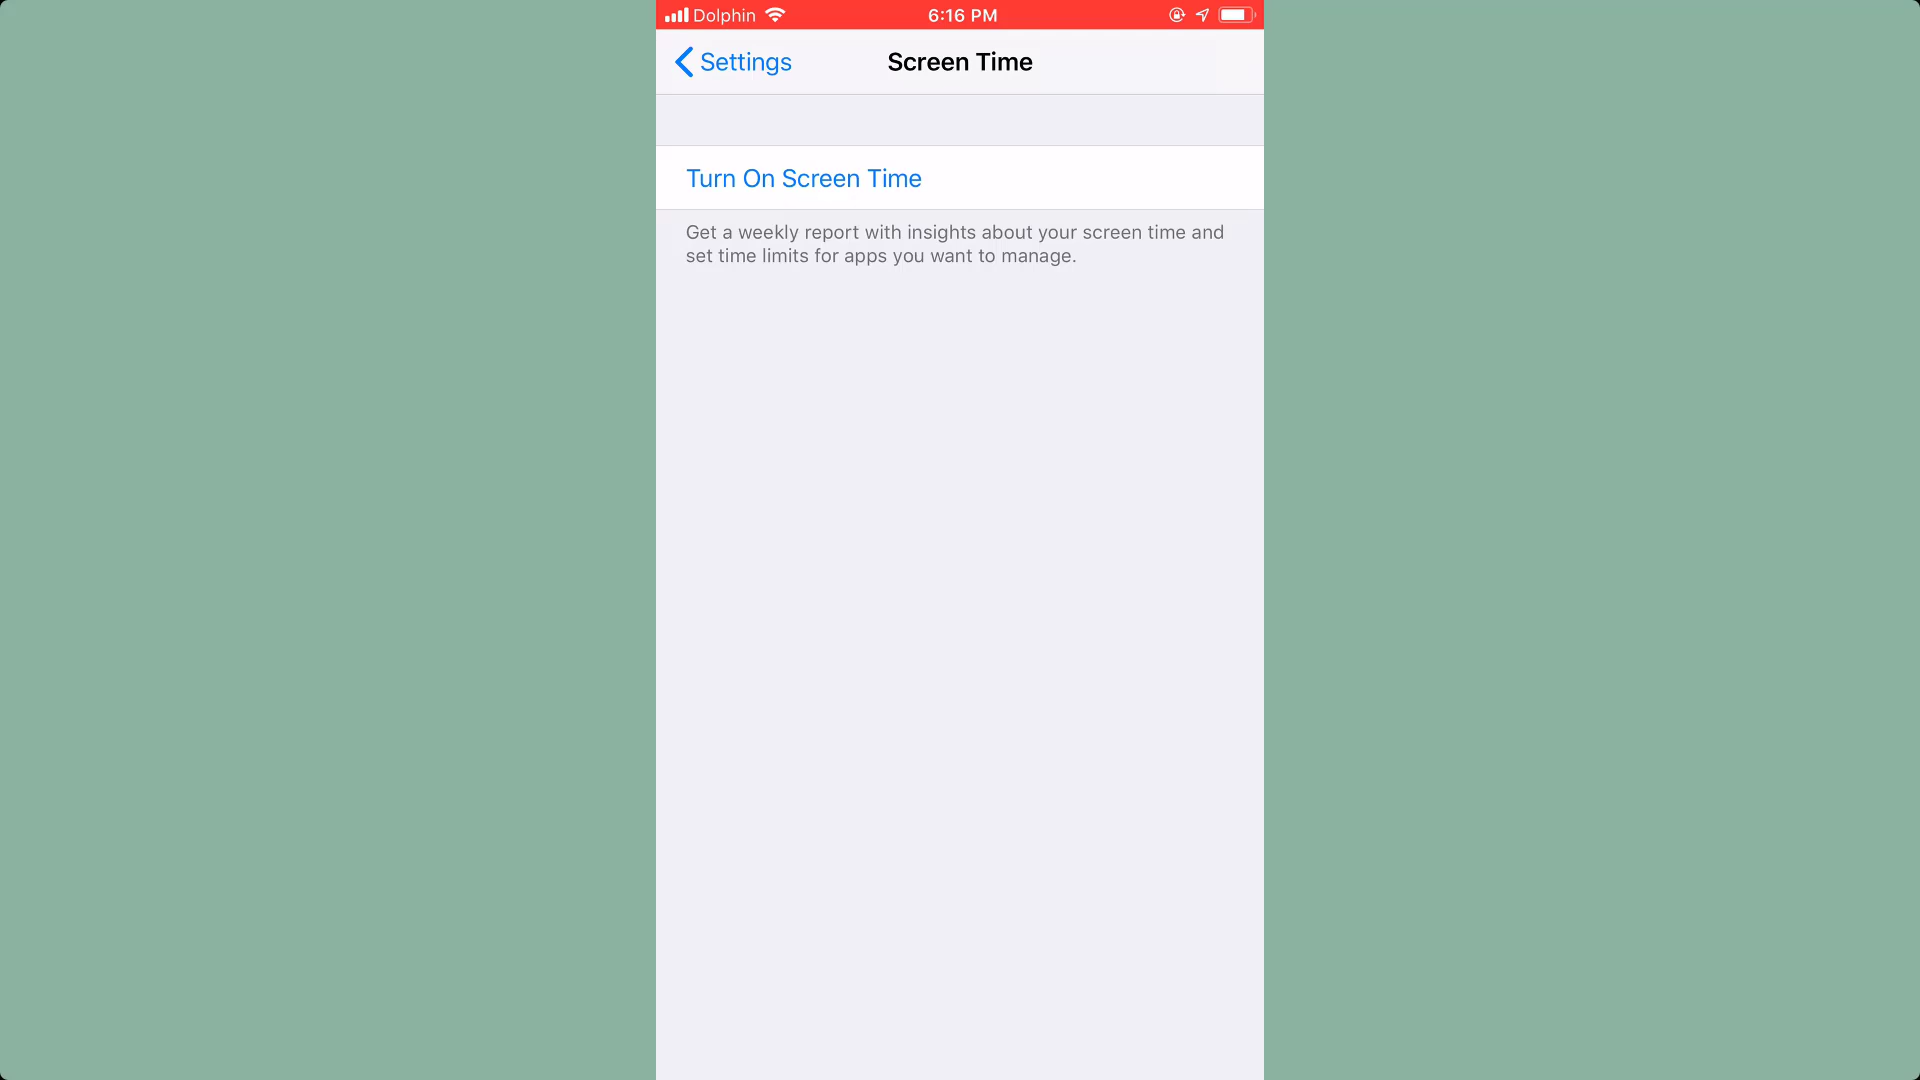 Dolphin 6:16 PM
Settings Screen Time
Turn On Screen Time
Get a weekly report with insights about your screen time and
set time limits for apps you want to manage.